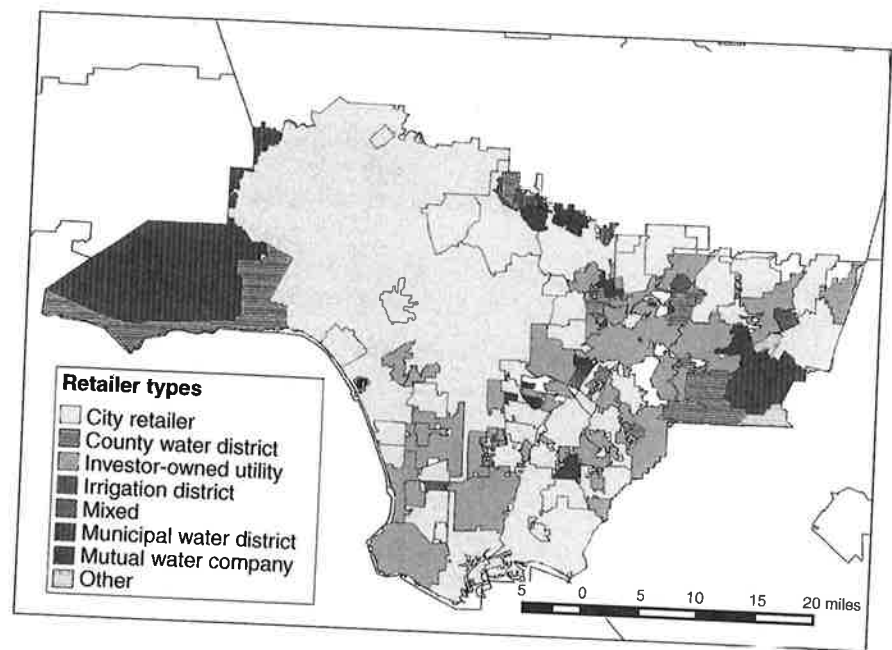 Retailer types
City retailer
County water district
Investor-owned utility
Irrigation district
Mixed
Municipal water district
Mutual water company
Other
5 0 5 10 15 20 miles